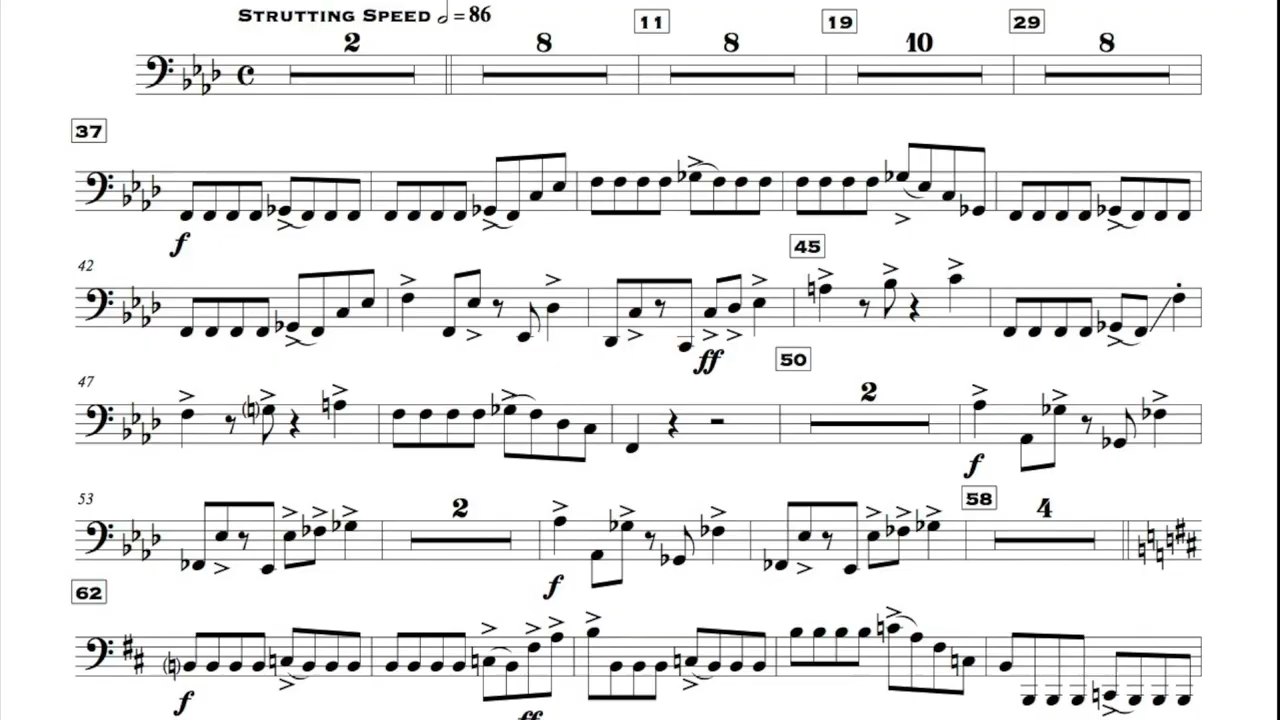 STRUTTING SPEED 𝅗𝅥 = 86
11 19 29
2 8 8 10 8
37
f
42
45
ff
47
50
2
f
53
58
2 4
f
62
f
ff